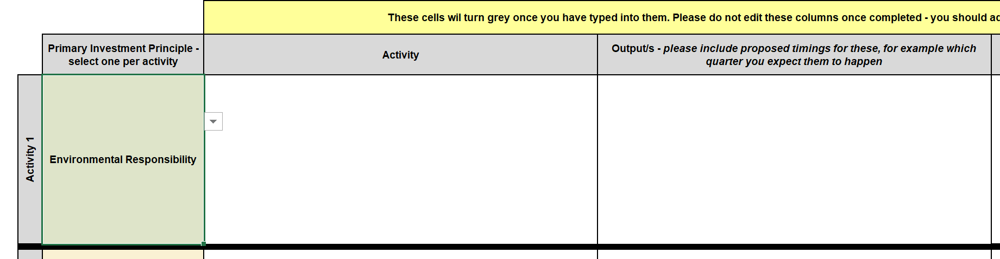 These cells wil turn grey once you have typed into them. Please do not edit these columns once completed - you should
Primary Investment Principle -
select one per activity
Activity
Output/s - please include proposed timings for these, for example which
quarter you expect them to happen
Activity 1
Environmental Responsibility